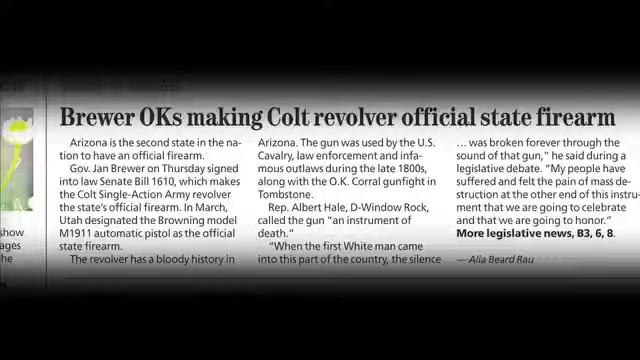 Brewer OKs making Colt revolver official state firearm
Arizona is the second state in the na-
tion to have an official firearm.
Gov. Jan Brewer on Thursday signed
into law Senate Bill 1610, which makes
the Colt Single-Action Army revolver
the state's official firearm. In March,
Utah designated the Browning model
M1911 automatic pistol as the official
state firearm.
The revolver has a bloody history in
Arizona. The gun was used by the U.S.
Cavalry, law enforcement and infa-
mous outlaws during the late 1800s,
along with the O.K. Corral gunfight in
Tombstone.
Rep. Albert Hale, D-Window Rock,
called the gun "an instrument of
death."
"When the first White man came
into this part of the country, the silence
... was broken forever through the
sound of that gun," he said during a
legislative debate. "My people have
suffered and felt the pain of mass de-
struction at the other end of this instru-
ment that we are going to celebrate
and that we are going to honor."
More legislative news, B3, 6, 8.
— Alia Beard Rau
show
ages
he